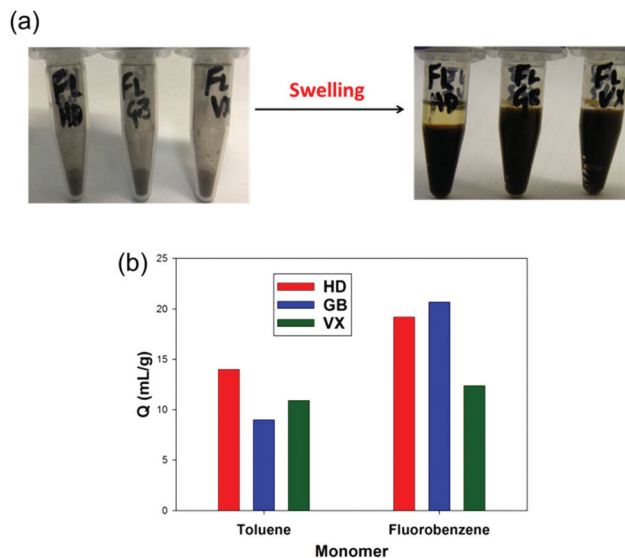 (a)
FL
HD
FL
GB
FL
VX
Swelling
FL
HD
FL
GB
FL
VX
(b)
HD
GB
VX
25
20
15
10
5
0
Q (mL/g)
Toluene Fluorobenzene
Monomer